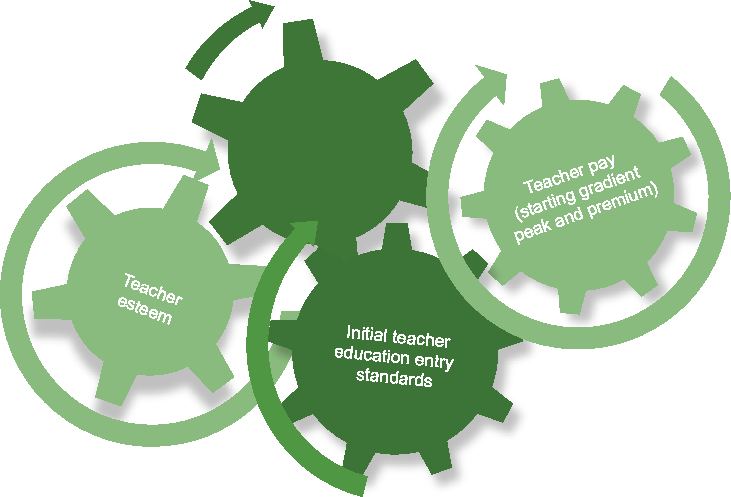 Teacher pay
(starting gradient
peak and premium)
Teacher
esteem
Initial teacher
education entry
standards